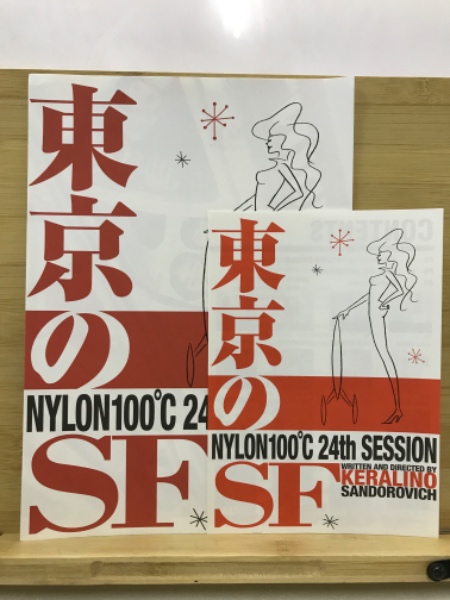 東京の
NYLON100℃ 24
SF
東京の
NYLON100℃ 24th SESSION
SF
WRITTEN AND DIRECTED BY
KERALINO
SANDOROVICH
CONTENTS